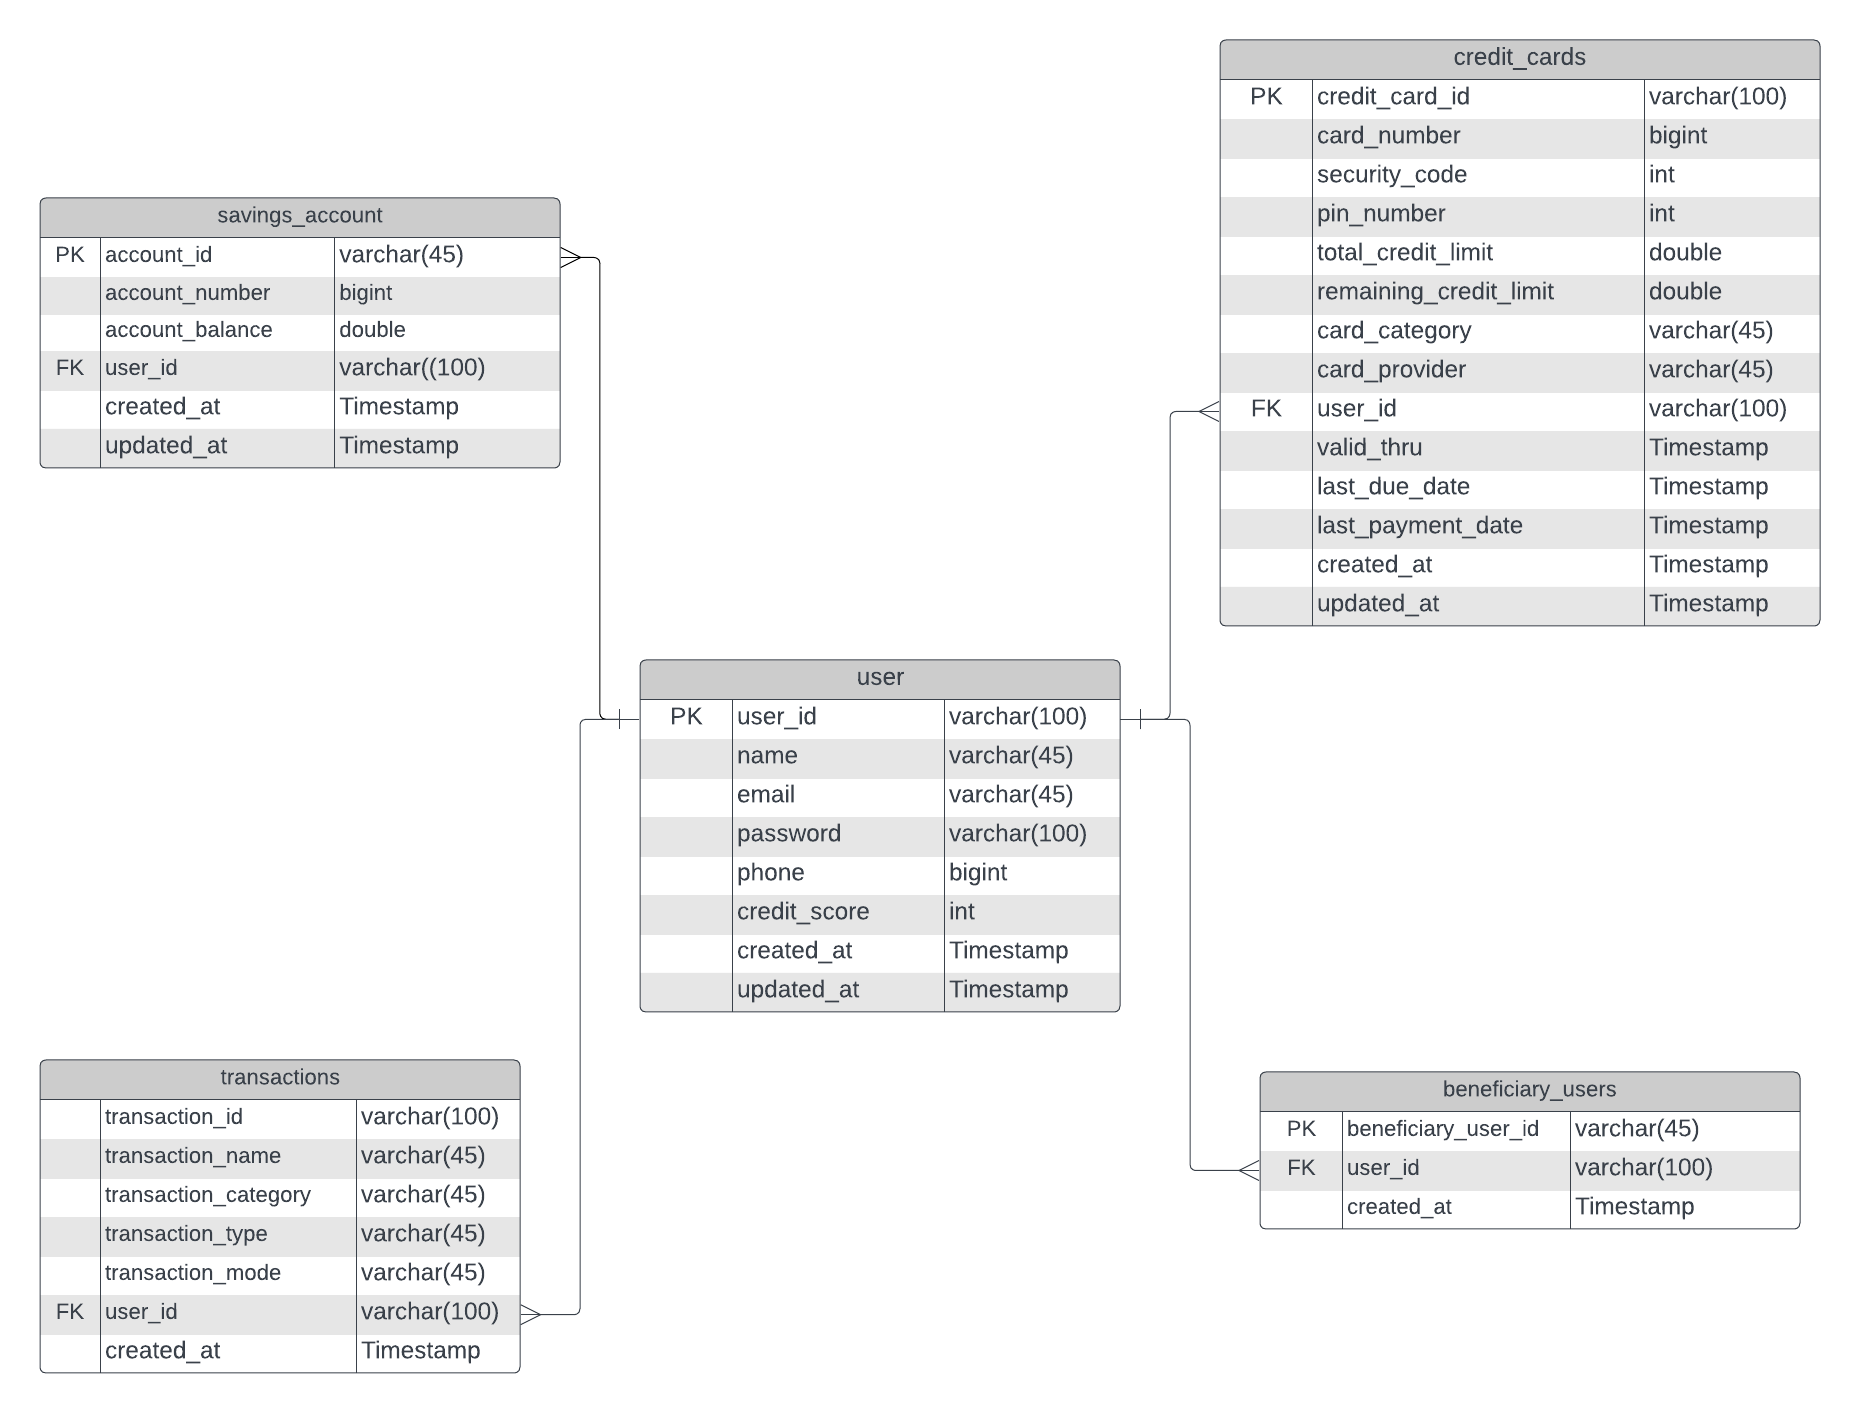 credit_cards
PK credit_card_id varchar(100)
card_number bigint
security_code int
pin_number int
total_credit_limit double
remaining_credit_limit double
card_category varchar(45)
card_provider varchar(45)
FK user_id varchar(100)
valid_thru Timestamp
last_due_date Timestamp
last_payment_date Timestamp
created_at Timestamp
updated_at Timestamp
savings_account
PK account_id varchar(45)
account_number bigint
account_balance double
FK user_id varchar((100)
created_at Timestamp
updated_at Timestamp
user
PK user_id varchar(100)
name varchar(45)
email varchar(45)
password varchar(100)
phone bigint
credit_score int
created_at Timestamp
updated_at Timestamp
transactions
transaction_id varchar(100)
transaction_name varchar(45)
transaction_category varchar(45)
transaction_type varchar(45)
transaction_mode varchar(45)
FK user_id varchar(100)
created_at Timestamp
beneficiary_users
PK beneficiary_user_id varchar(45)
FK user_id varchar(100)
created_at Timestamp